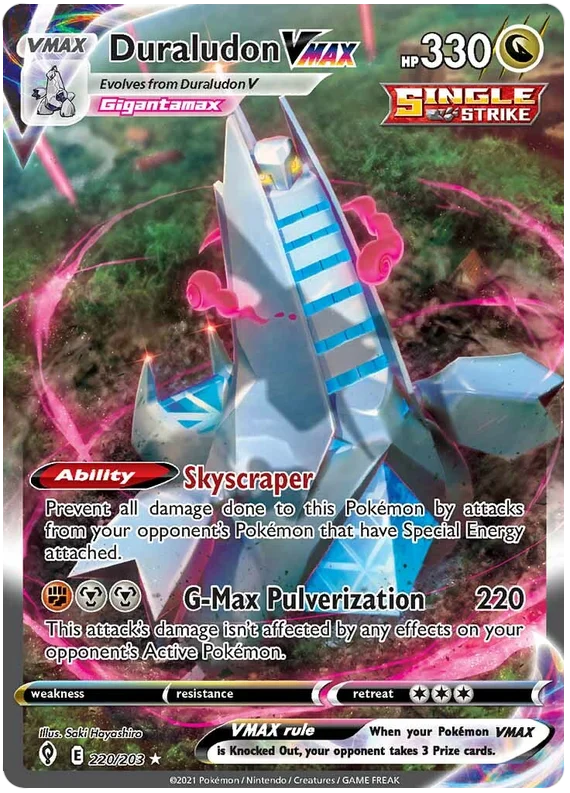 VMAX
Duraludon VMAX
HP 330
Evolves from Duraludon V
Gigantamax
SINGLE STRIKE
Ability Skyscraper
Prevent all damage done to this Pokémon by attacks
from your opponent's Pokémon that have Special Energy
attached.
G-Max Pulverization 220
This attack's damage isn't affected by any effects on your
opponent's Active Pokémon.
weakness resistance retreat
Illus. Saki Hayashiro
E 220/203
VMAX rule When your Pokémon VMAX
is Knocked Out, your opponent takes 3 Prize cards.
©2021 Pokémon / Nintendo / Creatures / GAME FREAK